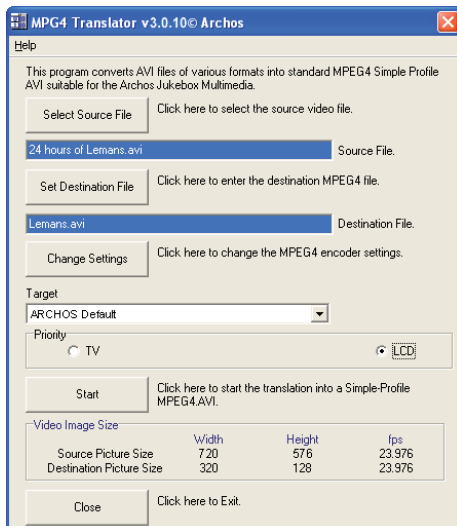 MPG4 Translator v3.0.10© Archos
Help
This program converts AVI files of various formats into standard MPEG4 Simple Profile
AVI suitable for the Archos Jukebox Multimedia.
Select Source File
Click here to select the source video file.
24 hours of Lemans.avi
Source File.
Set Destination File
Click here to enter the destination MPEG4 file.
Lemans.avi
Destination File.
Change Settings
Click here to change the MPEG4 encoder settings.
Target
ARCHOS Default
Priority
TV
LCD
Start
Click here to start the translation into a Simple-Profile
MPEG4.AVI.
Video Image Size
Width Height fps
Source Picture Size 720 576 23.976
Destination Picture Size 320 128 23.976
Close
Click here to Exit.